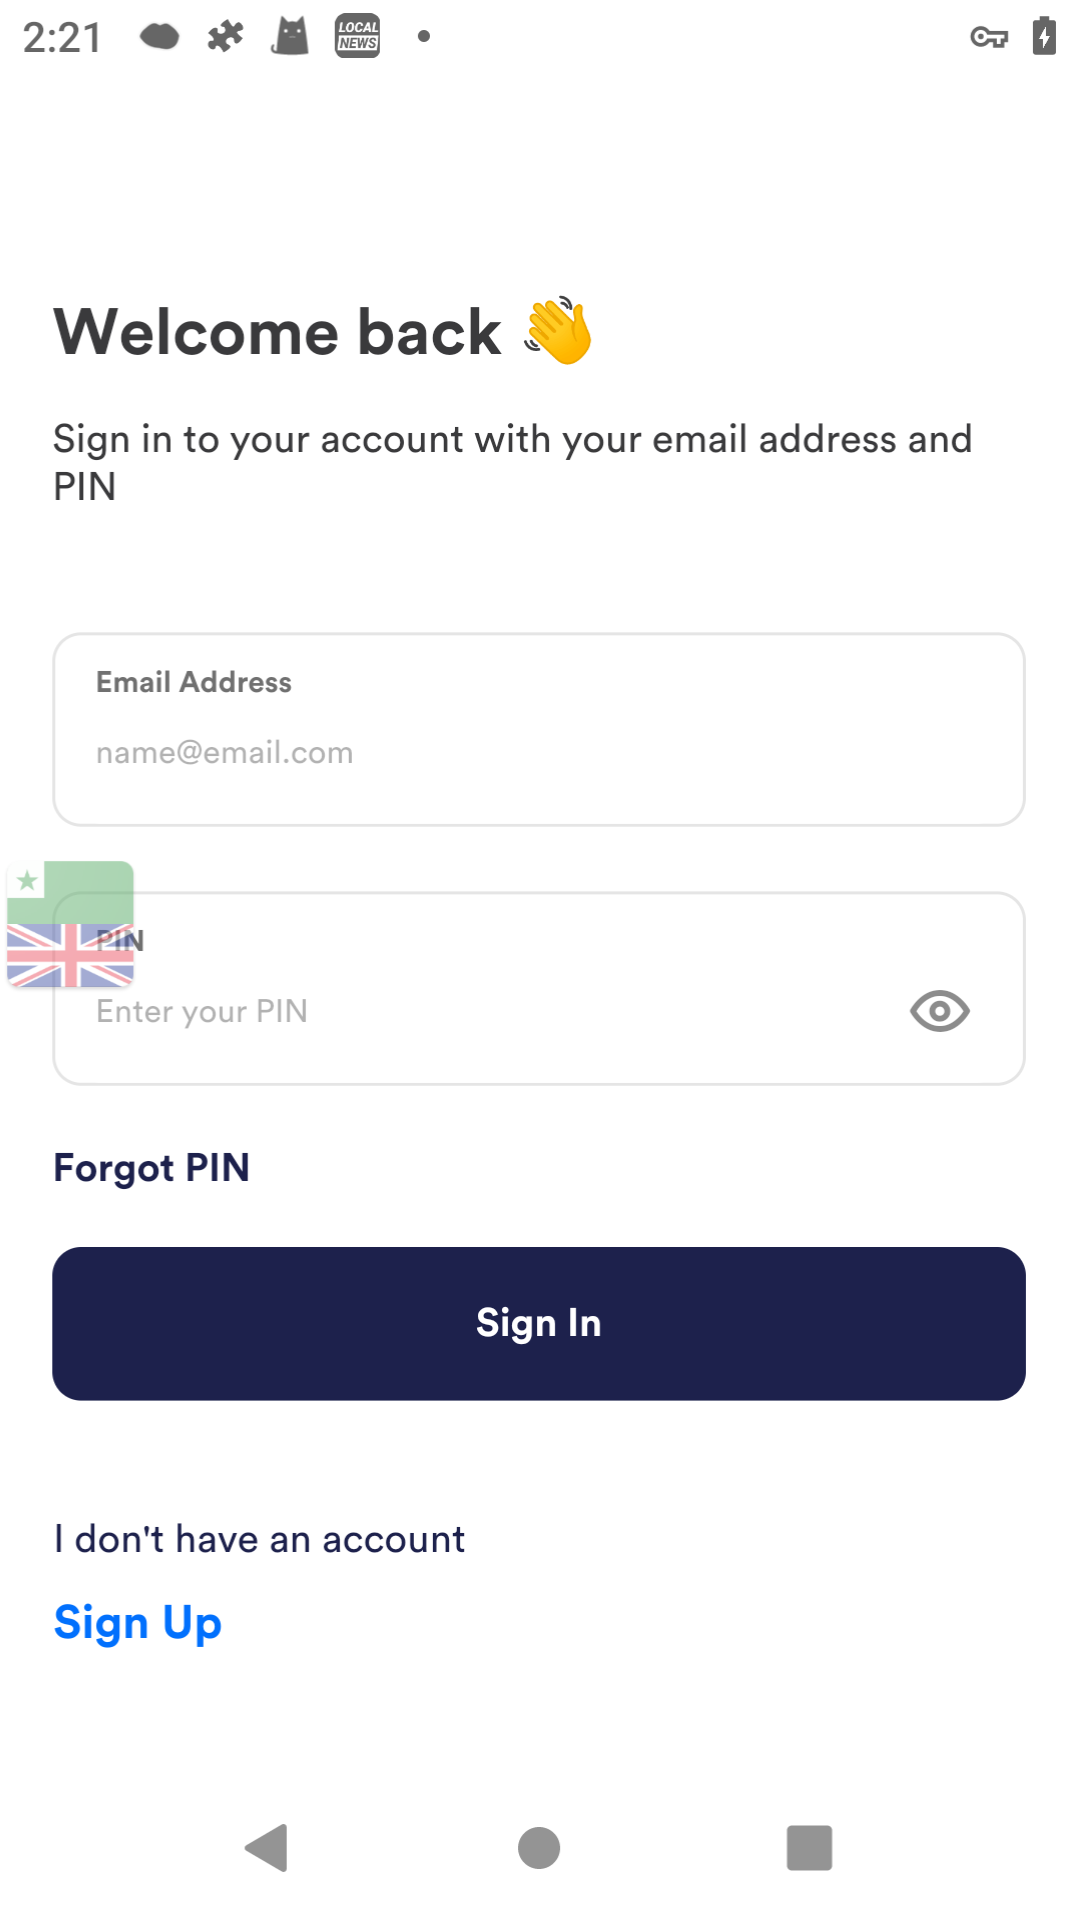 2:21
LOCAL
NEWS
Welcome back 👋
Sign in to your account with your email address and
PIN
Email Address
name@email.com
PIN
Enter your PIN
Forgot PIN
Sign In
I don't have an account
Sign Up